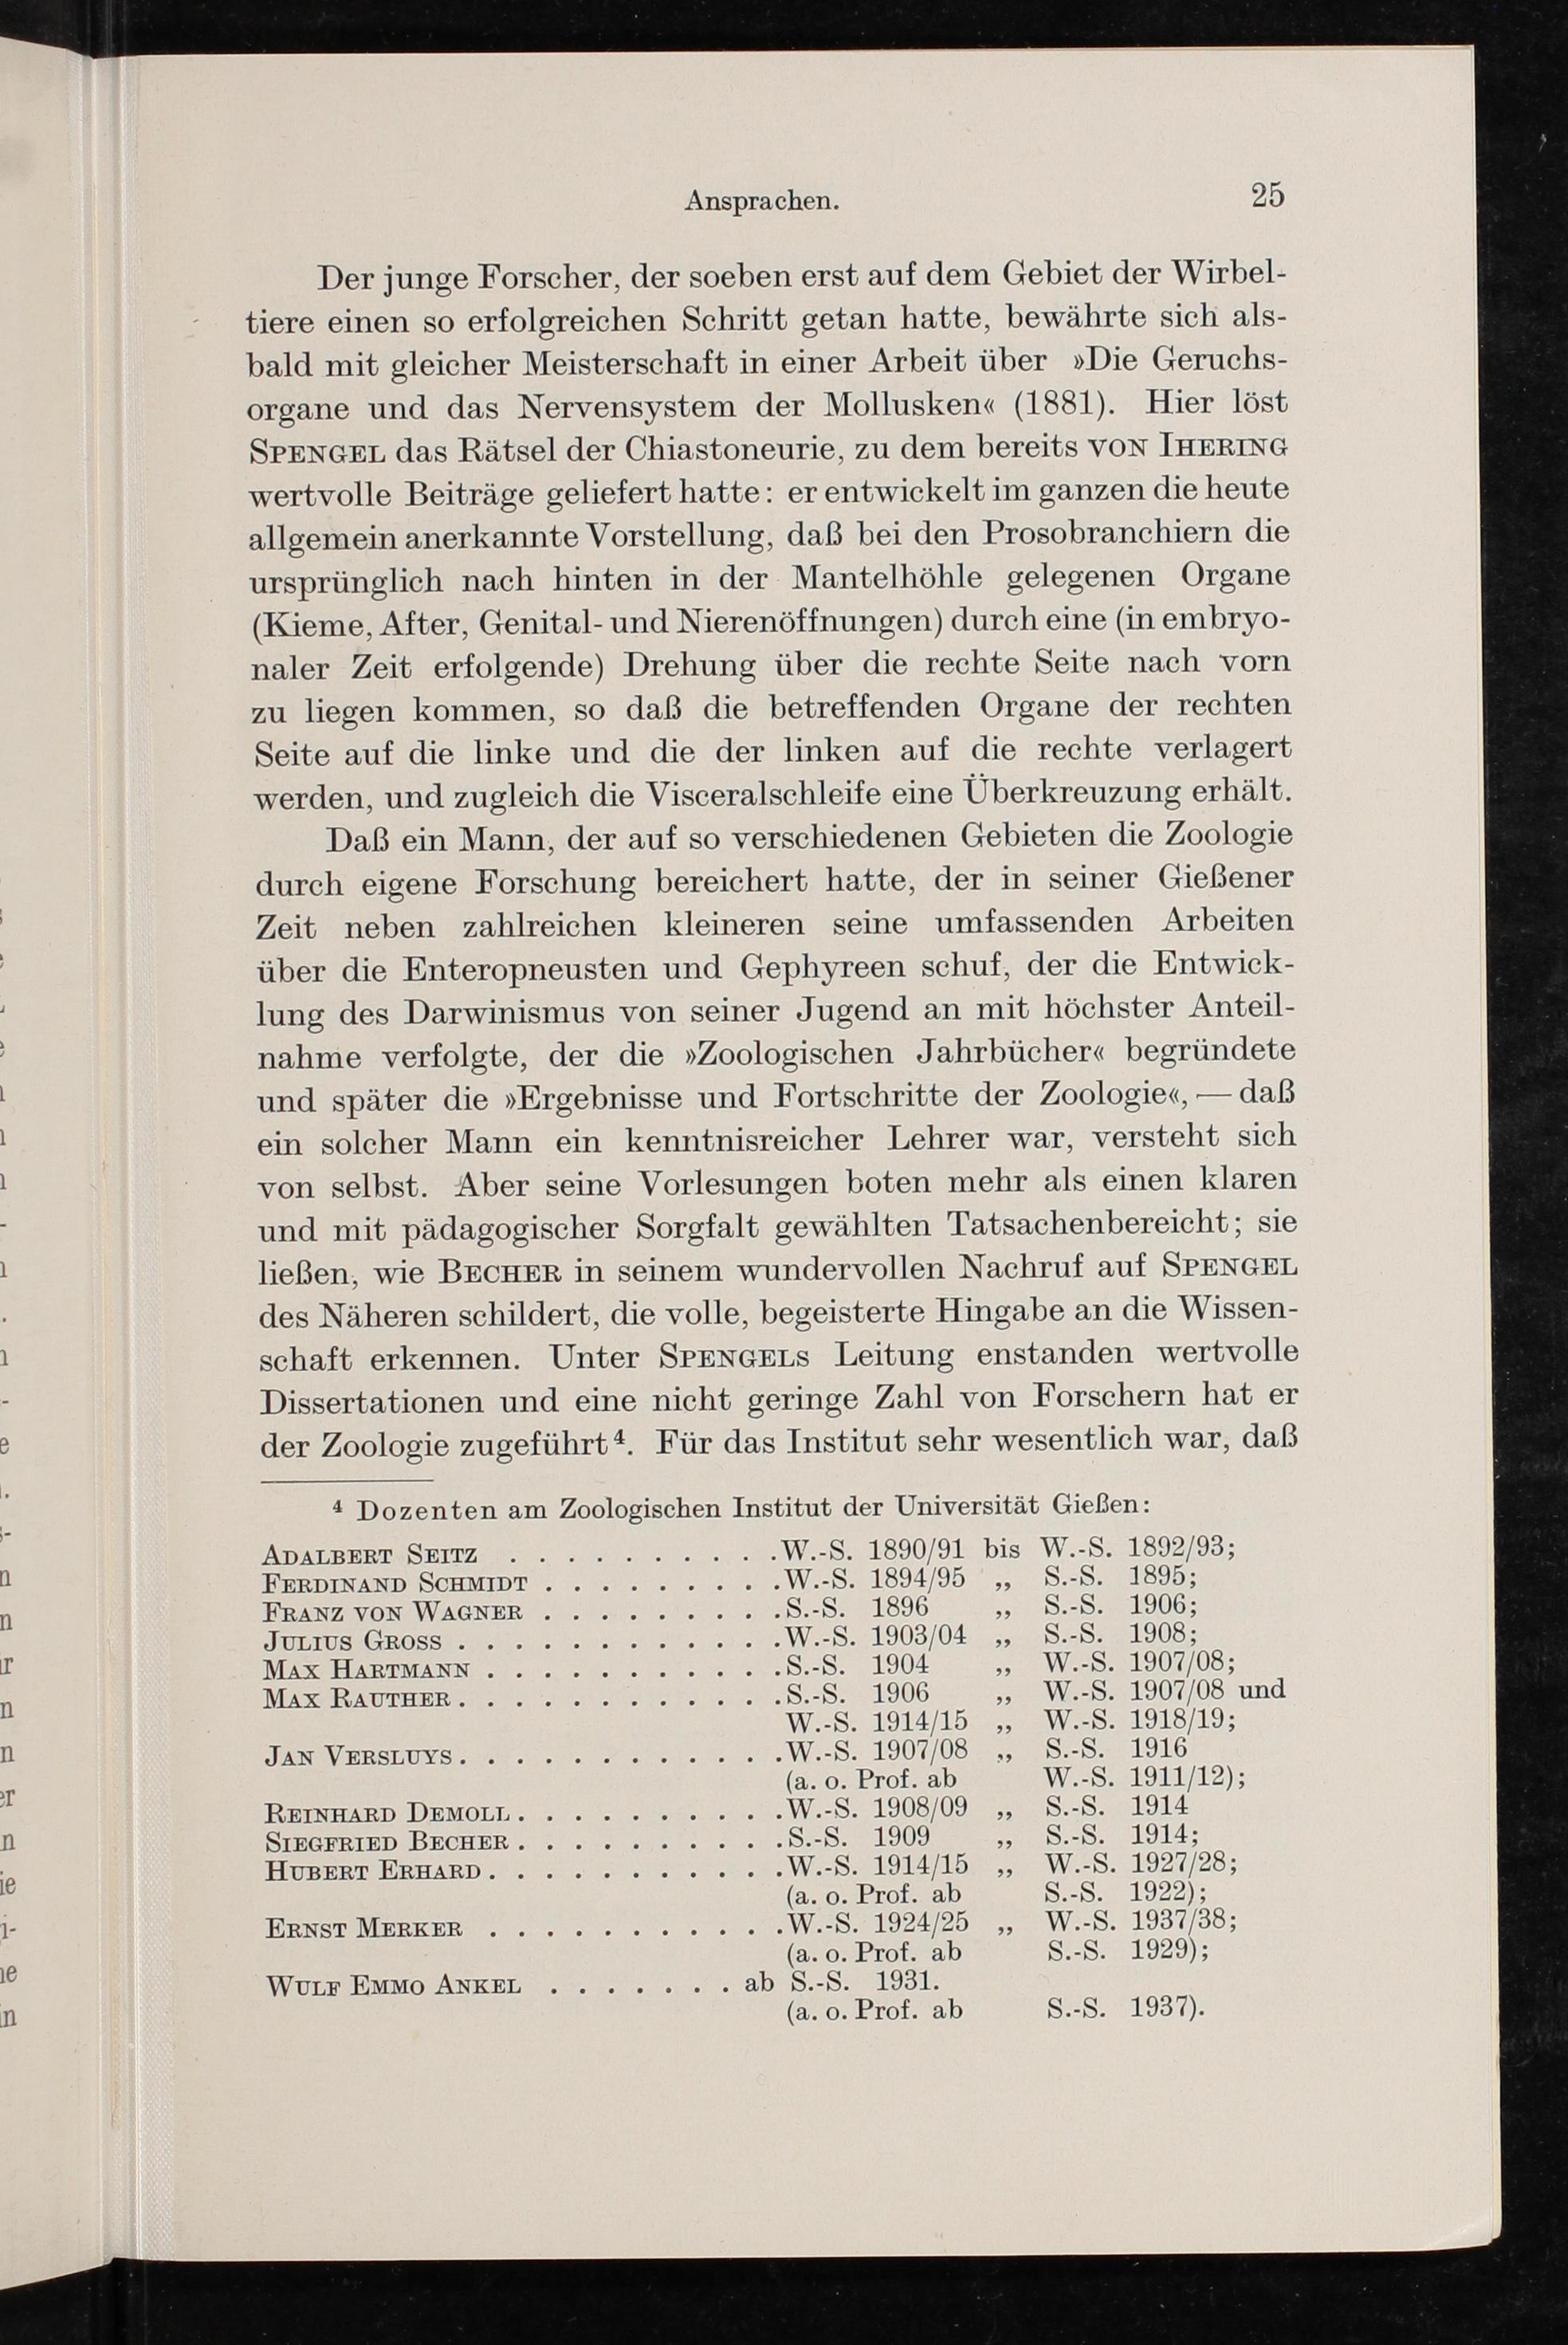 Ansprachen. 25
Der junge Forscher, der soeben erst auf dem Gebiet der Wirbel-
tiere einen so erfolgreichen Schritt getan hatte, bewährte sich als-
bald mit gleicher Meisterschaft in einer Arbeit über »Die Geruchs-
organe und das Nervensystem der Mollusken« (1881). Hier löst
SPENGEL das Rätsel der Chiastoneurie, zu dem bereits VON IHERING
wertvolle Beiträge geliefert hatte: er entwickelt im ganzen die heute
allgemein anerkannte Vorstellung, daß bei den Prosobranchiern die
ursprünglich nach hinten in der Mantelhöhle gelegenen Organe
(Kieme, After, Genital- und Nierenöffnungen) durch eine (in embryo-
naler Zeit erfolgende) Drehung über die rechte Seite nach vorn
zu liegen kommen, so daß die betreffenden Organe der rechten
Seite auf die linke und die der linken auf die rechte verlagert
werden, und zugleich die Visceralschleife eine Überkreuzung erhält.
Daß ein Mann, der auf so verschiedenen Gebieten die Zoologie
durch eigene Forschung bereichert hatte, der in seiner Gießener
Zeit neben zahlreichen kleineren seine umfassenden Arbeiten
über die Enteropneusten und Gephyreen schuf, der die Entwick-
lung des Darwinismus von seiner Jugend an mit höchster Anteil-
nahme verfolgte, der die »Zoologischen Jahrbücher« begründete
und später die »Ergebnisse und Fortschritte der Zoologie«, — daß
ein solcher Mann ein kenntnisreicher Lehrer war, versteht sich
von selbst. Aber seine Vorlesungen boten mehr als einen klaren
und mit pädagogischer Sorgfalt gewählten Tatsachenbereicht; sie
ließen, wie BECHER in seinem wundervollen Nachruf auf SPENGEL
des Näheren schildert, die volle, begeisterte Hingabe an die Wissen-
schaft erkennen. Unter SPENGELS Leitung enstanden wertvolle
Dissertationen und eine nicht geringe Zahl von Forschern hat er
der Zoologie zugeführt⁴. Für das Institut sehr wesentlich war, daß
⁴ Dozenten am Zoologischen Institut der Universität Gießen:
ADALBERT SEITZ . . . . . . . . . . W.-S. 1890/91 bis W.-S. 1892/93;
FERDINAND SCHMIDT . . . . . . . . . W.-S. 1894/95 „ S.-S. 1895;
FRANZ VON WAGNER . . . . . . . . . S.-S. 1896 „ S.-S. 1906;
JULIUS GROSS . . . . . . . . . . . . W.-S. 1903/04 „ S.-S. 1908;
MAX HARTMANN . . . . . . . . . . . S.-S. 1904 „ W.-S. 1907/08;
MAX RAUTHER . . . . . . . . . . . . S.-S. 1906 „ W.-S. 1907/08 und
W.-S. 1914/15 „ W.-S. 1918/19;
JAN VERSLUYS . . . . . . . . . . . . W.-S. 1907/08 „ S.-S. 1916
(a. o. Prof. ab W.-S. 1911/12);
REINHARD DEMOLL . . . . . . . . . . W.-S. 1908/09 „ S.-S. 1914
SIEGFRIED BECHER . . . . . . . . . . S.-S. 1909 „ S.-S. 1914;
HUBERT ERHARD . . . . . . . . . . . W.-S. 1914/15 „ W.-S. 1927/28;
(a. o. Prof. ab S.-S. 1922);
ERNST MERKER . . . . . . . . . . . W.-S. 1924/25 „ W.-S. 1937/38;
(a. o. Prof. ab S.-S. 1929);
WULF EMMO ANKEL . . . . . . . ab S.-S. 1931.
(a. o. Prof. ab S.-S. 1937).